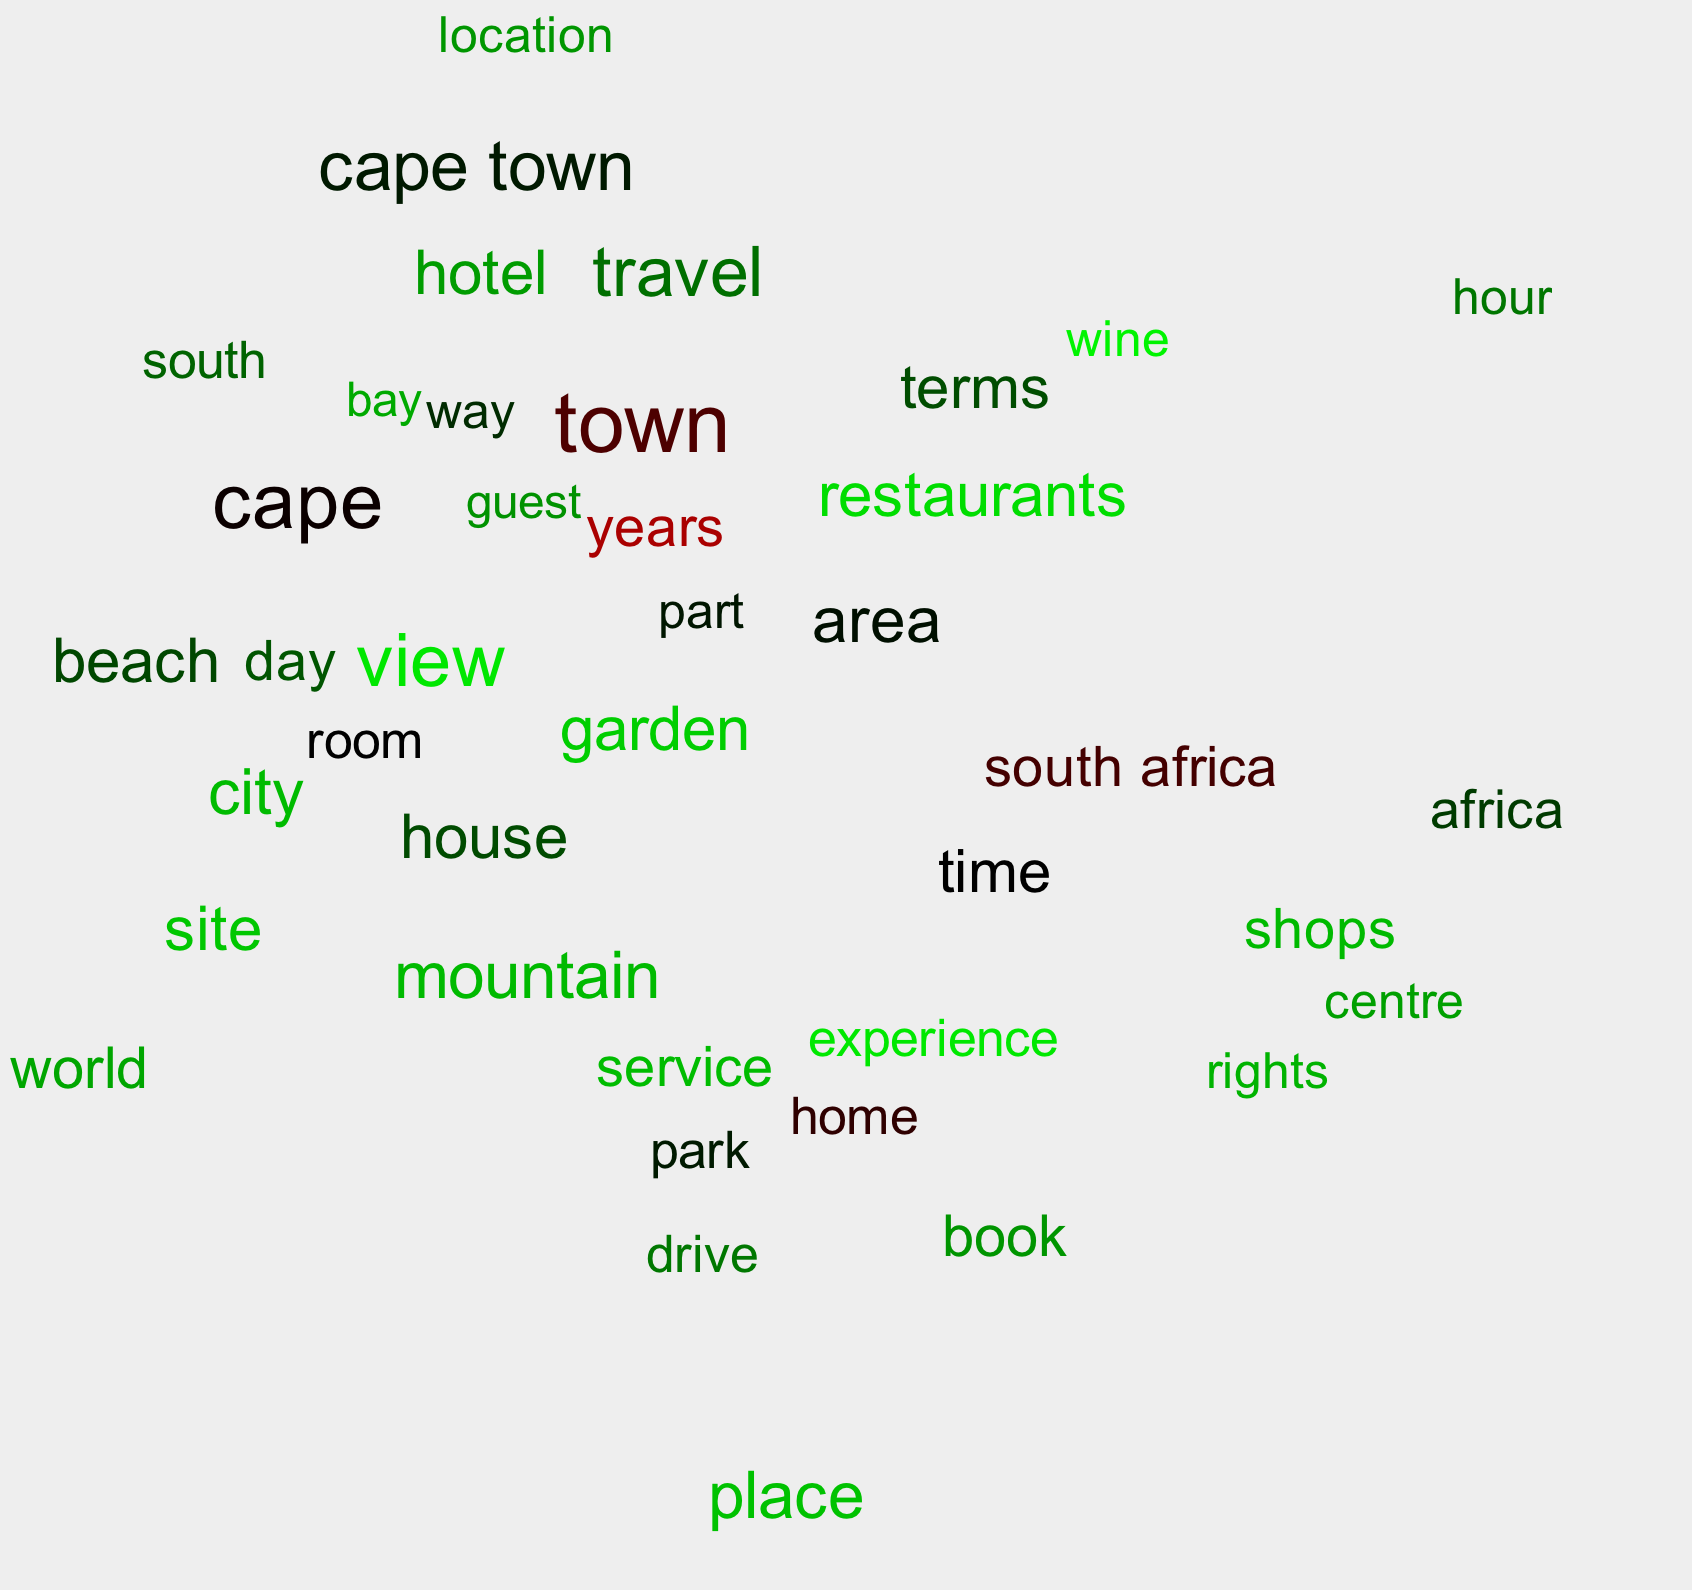 location
cape town
hotel travel
hour
wine
south
terms
bay way town
restaurants
cape guest years
part area
beach day view
garden
room
south africa
city
africa
house
time
site
shops
mountain
centre
experience
world service rights
home
park
book
drive
place